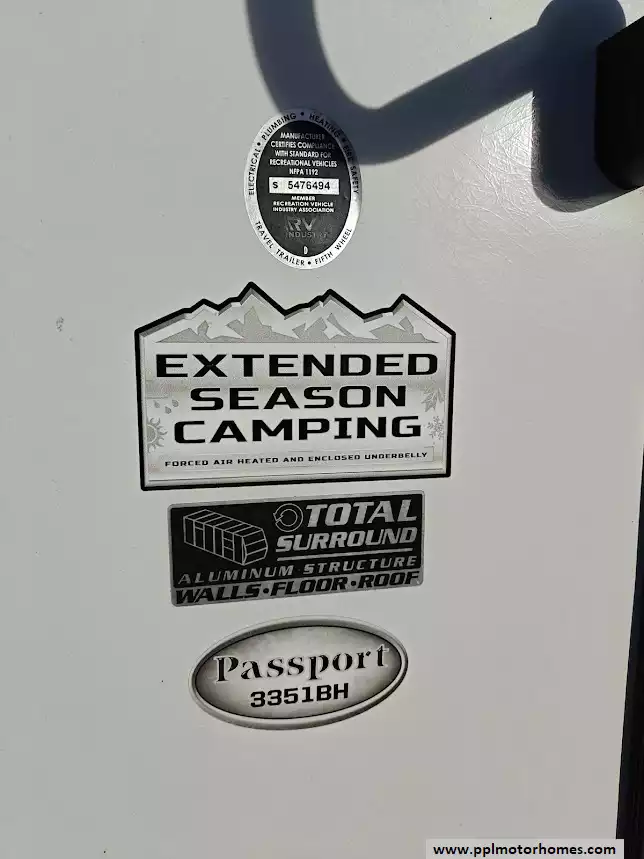 ELECTRICAL • PLUMBING • HEATING • FIRE SAFETY
MANUFACTURER
CERTIFIES COMPLIANCE
WITH STANDARD FOR
RECREATIONAL VEHICLES
NFPA 1192
S 5476494
MEMBER
RECREATION VEHICLE
INDUSTRY ASSOCIATION
RV
INDUSTRY
D
TRAVEL TRAILER • FIFTH WHEEL
EXTENDED
SEASON
CAMPING
FORCED AIR HEATED AND ENCLOSED UNDERBELLY
TOTAL
SURROUND
ALUMINUM STRUCTURE
WALLS•FLOOR•ROOF
Passport
3351BH
www.pplmotorhomes.com